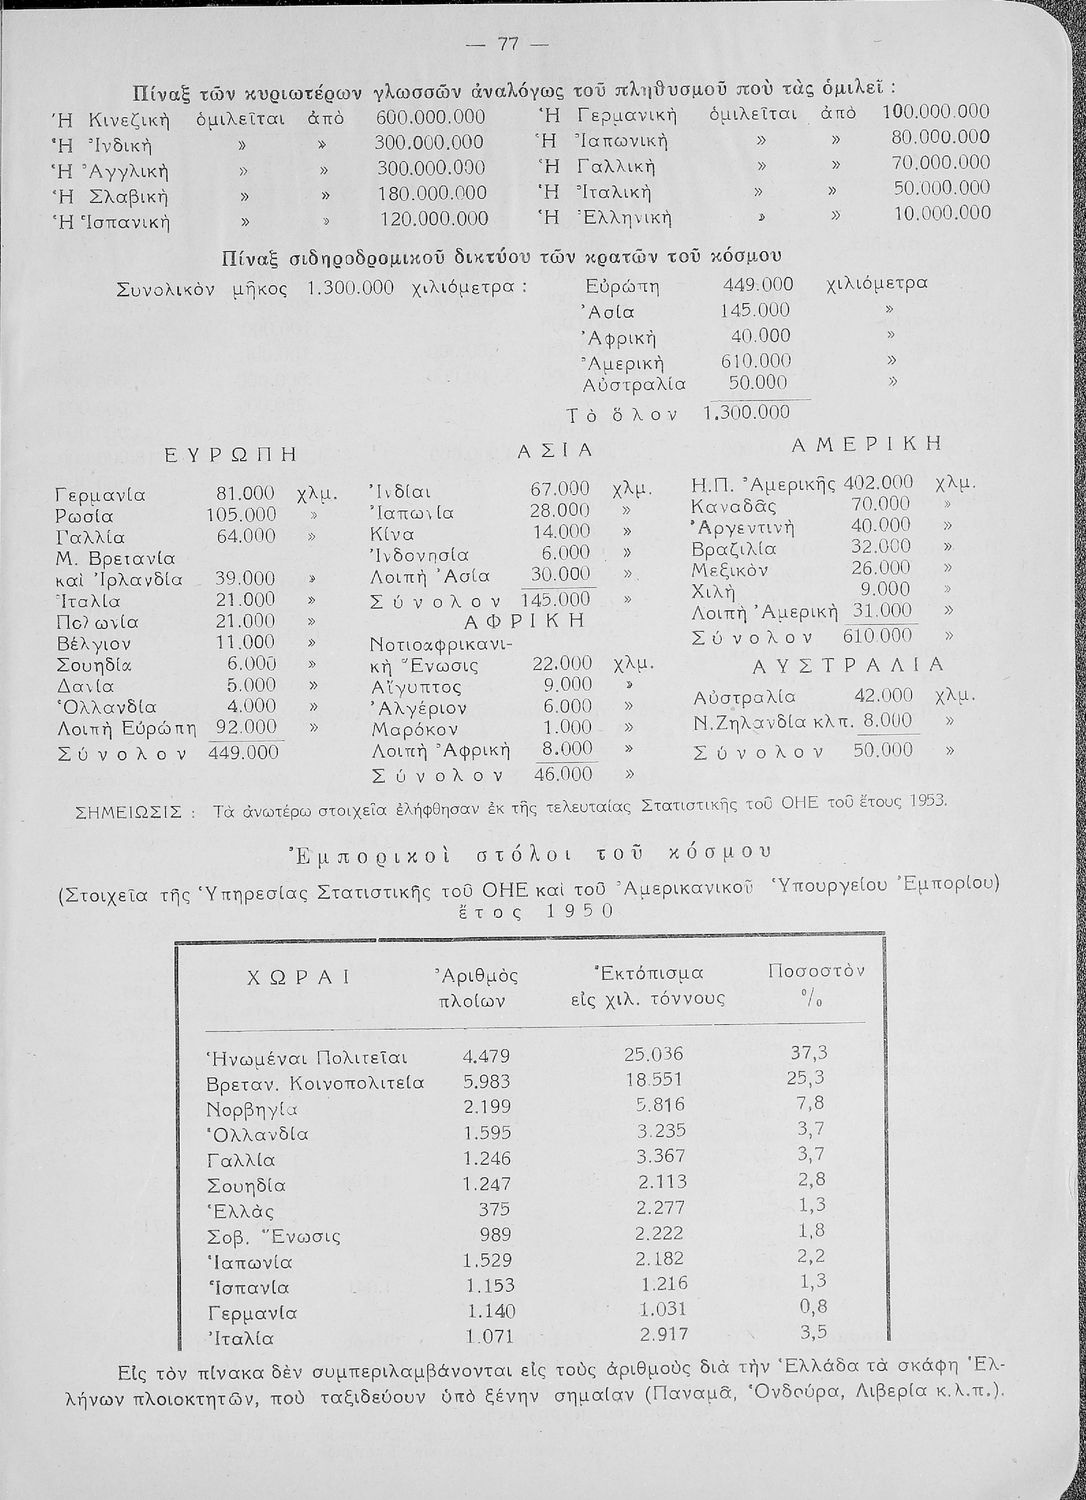 — 77 —
Πίναξ τῶν κυριωτέρων γλωσσῶν ἀναλόγως τοῦ πληθυσμοῦ ποὺ τὰς ὁμιλεῖ :
Ἡ Κινεζικὴ ὁμιλεῖται ἀπὸ 600.000.000
Ἡ Ἰνδικὴ » » 300.000.000
Ἡ Ἀγγλικὴ » » 300.000.000
Ἡ Σλαβικὴ » » 180.000.000
Ἡ Ἱσπανικὴ » » 120.000.000
Ἡ Γερμανικὴ ὁμιλεῖται ἀπὸ 100.000.000
Ἡ Ἰαπωνικὴ » » 80.000.000
Ἡ Γαλλικὴ » » 70.000.000
Ἡ Ἰταλικὴ » » 50.000.000
Ἡ Ἑλληνικὴ » » 10.000.000
Πίναξ σιδηροδρομικοῦ δικτύου τῶν κρατῶν τοῦ κόσμου
Συνολικὸν μῆκος 1.300.000 χιλιόμετρα : Εὐρώπη 449.000 χιλιόμετρα
Ἀσία 145.000 »
Ἀφρικὴ 40.000 »
Ἀμερικὴ 610.000 »
Αὐστραλία 50.000 »
Τὸ ὅλον 1.300.000
ΕΥΡΩΠΗ
Γερμανία 81.000 χλμ.
Ρωσία 105.000 »
Γαλλία 64.000 »
Μ. Βρετανία
καὶ Ἰρλανδία 39.000 »
Ἰταλία 21.000 »
Πολωνία 21.000 »
Βέλγιον 11.000 »
Σουηδία 6.000 »
Δανία 5.000 »
Ὁλλανδία 4.000 »
Λοιπὴ Εὐρώπη 92.000 »
Σύνολον 449.000
ΑΣΙΑ
Ἰνδίαι 67.000 χλμ.
Ἰαπωνία 28.000 »
Κίνα 14.000 »
Ἰνδονησία 6.000 »
Λοιπὴ Ἀσία 30.000 »
Σύνολον 145.000 »
ΑΦΡΙΚΗ
Νοτιοαφρικανι-
κὴ Ἕνωσις 22.000 χλμ.
Αἴγυπτος 9.000 »
Ἀλγέριον 6.000 »
Μαρόκον 1.000 »
Λοιπὴ Ἀφρικὴ 8.000 »
Σύνολον 46.000 »
ΑΜΕΡΙΚΗ
Η.Π. Ἀμερικῆς 402.000 χλμ.
Καναδᾶς 70.000 »
Ἀργεντινὴ 40.000 »
Βραζιλία 32.000 »
Μεξικὸν 26.000 »
Χιλὴ 9.000 »
Λοιπὴ Ἀμερικὴ 31.000 »
Σύνολον 610.000 »
ΑΥΣΤΡΑΛΙΑ
Αὐστραλία 42.000 χλμ.
Ν.Ζηλανδία κλπ. 8.000 »
Σύνολον 50.000 »
ΣΗΜΕΙΩΣΙΣ : Τὰ ἀνωτέρω στοιχεῖα ἐλήφθησαν ἐκ τῆς τελευταίας Στατιστικῆς τοῦ ΟΗΕ τοῦ ἔτους 1953.
Ἐμπορικοὶ στόλοι τοῦ κόσμου
(Στοιχεῖα τῆς Ὑπηρεσίας Στατιστικῆς τοῦ ΟΗΕ καὶ τοῦ Ἀμερικανικοῦ Ὑπουργείου Ἐμπορίου)
ἔτος 1950
ΧΩΡΑΙ Ἀριθμὸς Ἐκτόπισμα Ποσοστὸν
πλοίων εἰς χιλ. τόννους %
Ἡνωμέναι Πολιτεῖαι 4.479 25.036 37,3
Βρεταν. Κοινοπολιτεία 5.983 18.551 25,3
Νορβηγία 2.199 5.816 7,8
Ὁλλανδία 1.595 3.235 3,7
Γαλλία 1.246 3.367 3,7
Σουηδία 1.247 2.113 2,8
Ἑλλὰς 375 2.277 1,3
Σοβ. Ἕνωσις 989 2.222 1,8
Ἰαπωνία 1.529 2.182 2,2
Ἱσπανία 1.153 1.216 1,3
Γερμανία 1.140 1.031 0,8
Ἰταλία 1.071 2.917 3,5
Εἰς τὸν πίνακα δὲν συμπεριλαμβάνονται εἰς τοὺς ἀριθμοὺς διὰ τὴν Ἑλλάδα τὰ σκάφη Ἑλ-
λήνων πλοιοκτητῶν, ποὺ ταξιδεύουν ὑπὸ ξένην σημαίαν (Παναμᾶ, Ὁνδούρα, Λιβερία κ.λ.π.).